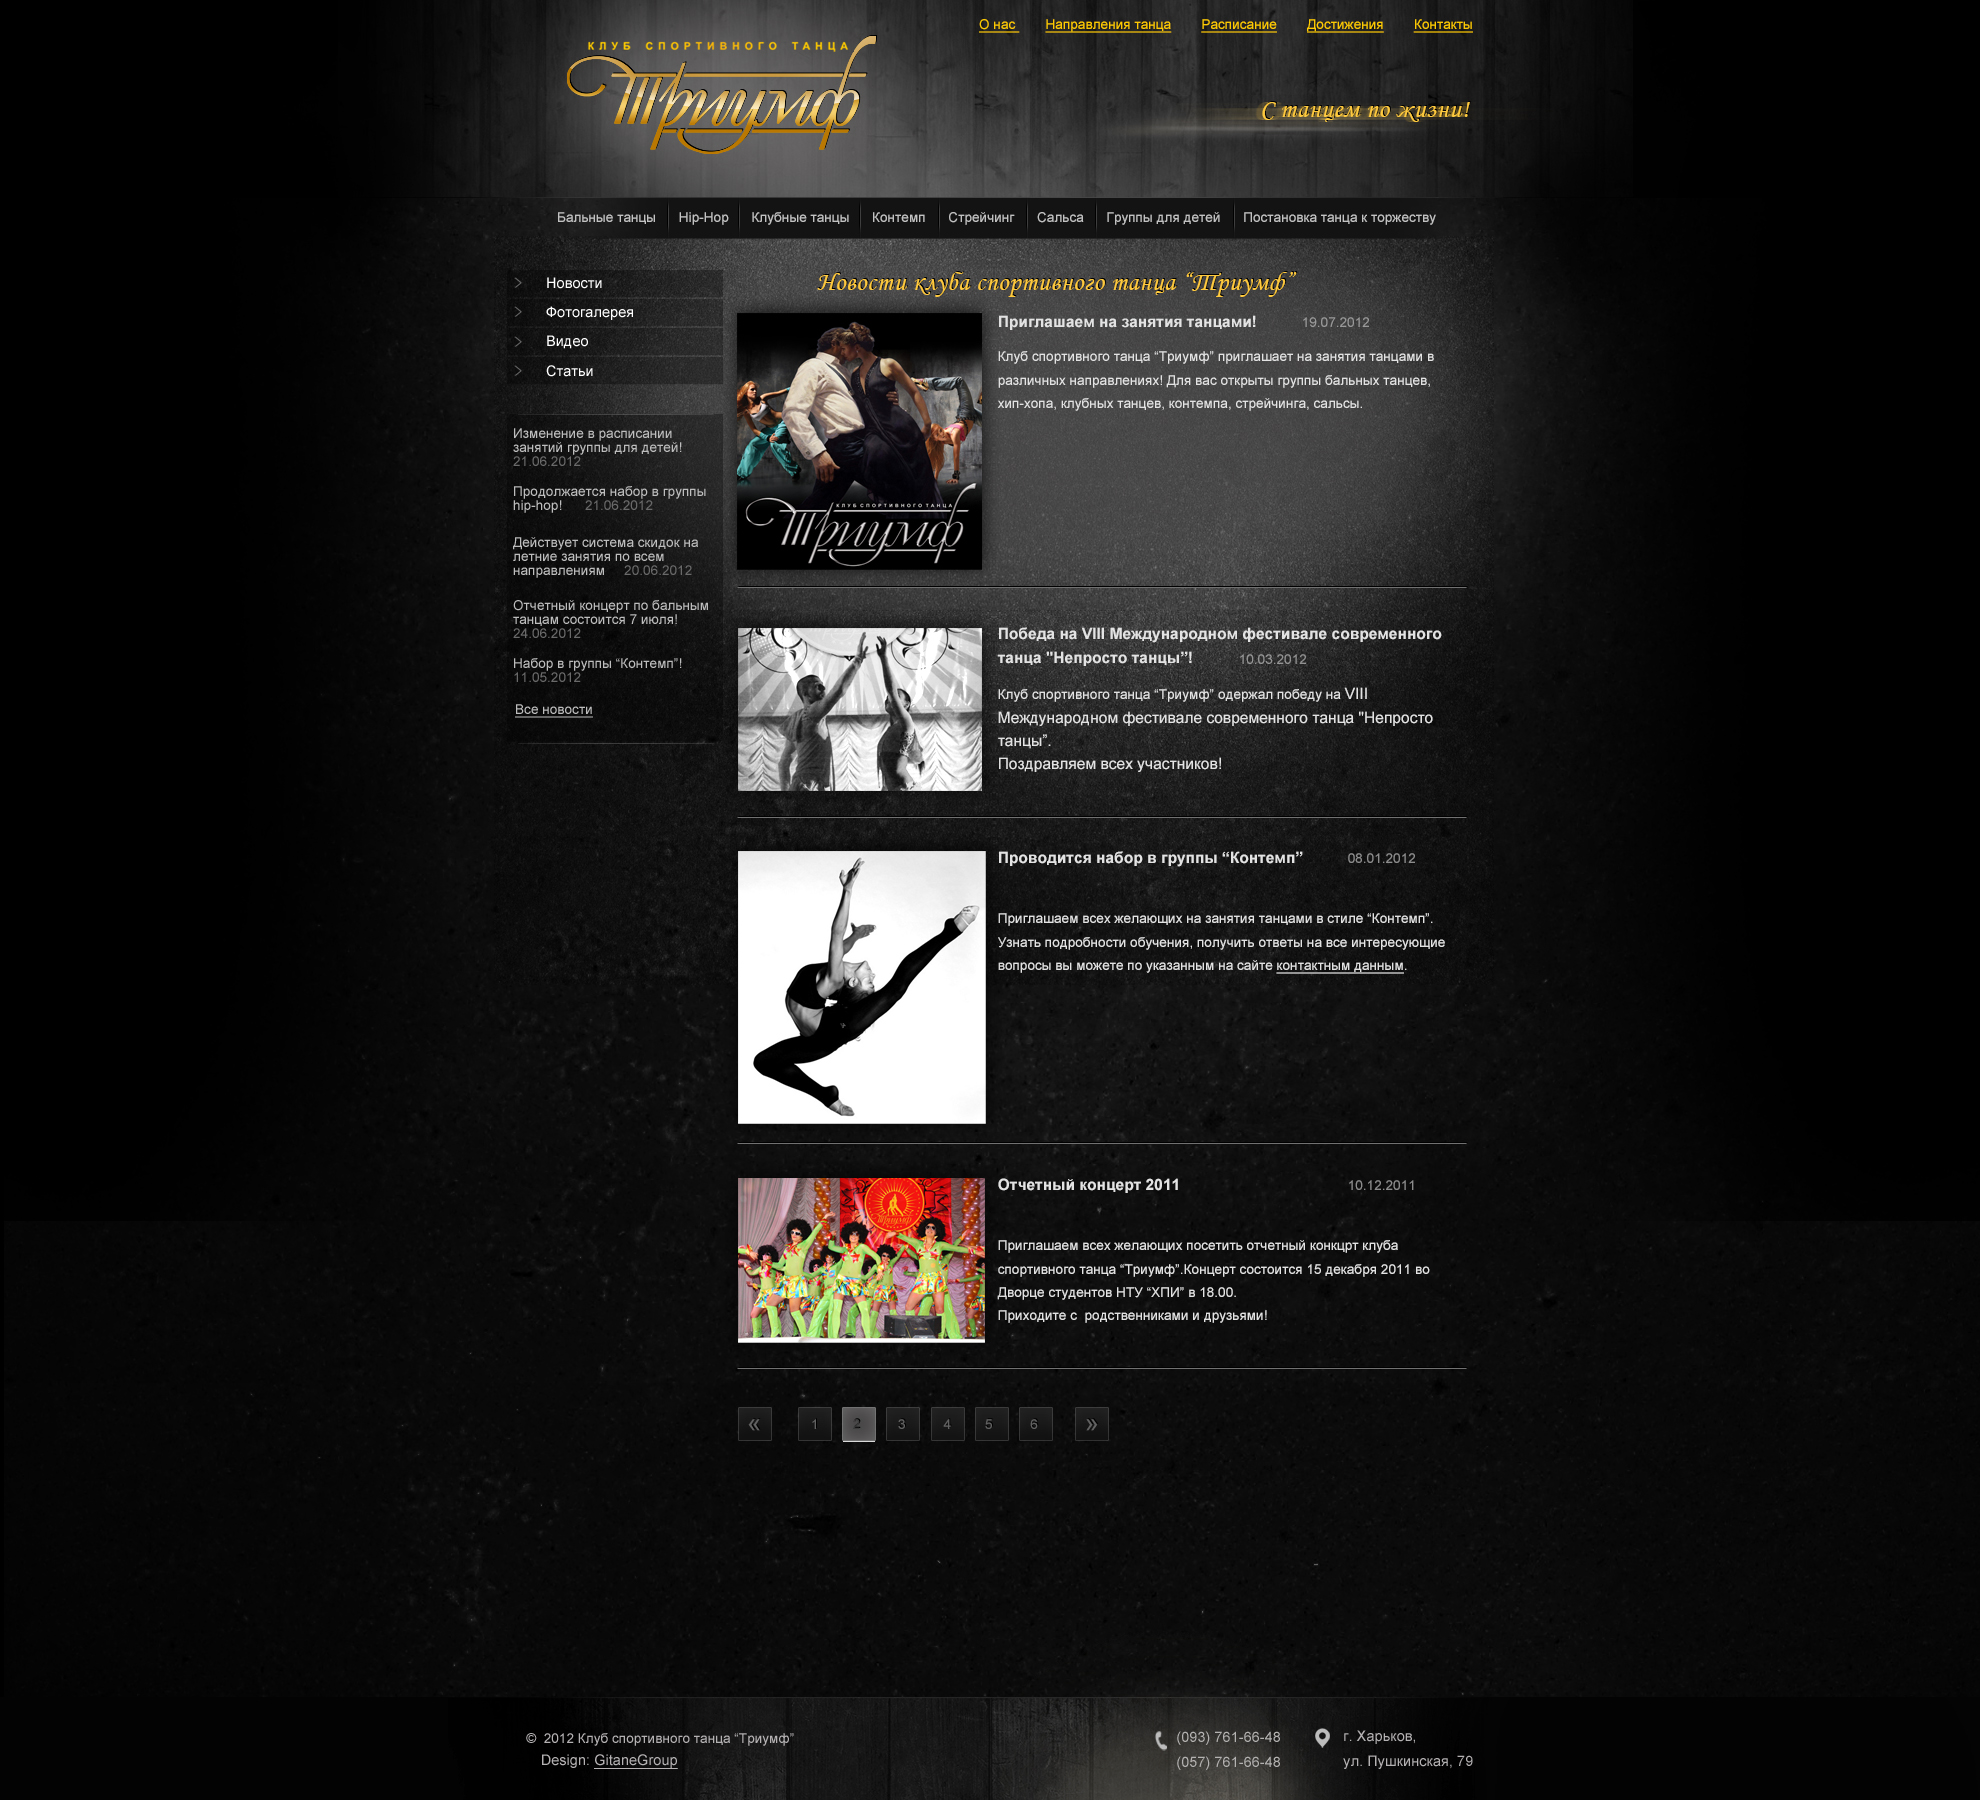 О нас Направления танца Расписание Достижения Контакты
КЛУБ СПОРТИВНОГО ТАНЦА
Триумф
С танцем по жизни!
Бальные танцы Hip-Hop Клубные танцы Контемп Стрейчинг Сальса Группы для детей Постановка танца к торжеству
Новости
Фотогалерея
Видео
Статьи
Изменение в расписании
занятий группы для детей!
21.06.2012
Продолжается набор в группы
hip-hop! 21.06.2012
Действует система скидок на
летние занятия по всем
направлениям 20.06.2012
Отчетный концерт по бальным
танцам состоится 7 июля!
24.06.2012
Набор в группы “Контемп”!
11.05.2012
Все новости
Новости клуба спортивного танца “Триумф”
КЛУБ СПОРТИВНОГО ТАНЦА
Триумф
Приглашаем на занятия танцами! 19.07.2012
Клуб спортивного танца “Триумф” приглашает на занятия танцами в
различных направлениях! Для вас открыты группы бальных танцев,
хип-хопа, клубных танцев, контемпа, стрейчинга, сальсы.
Победа на VIII Международном фестивале современного
танца "Непросто танцы”! 10.03.2012
Клуб спортивного танца “Триумф” одержал победу на VIII
Международном фестивале современного танца "Непросто
танцы”.
Поздравляем всех участников!
Проводится набор в группы “Контемп” 08.01.2012
Приглашаем всех желающих на занятия танцами в стиле “Контемп”.
Узнать подробности обучения, получить ответы на все интересующие
вопросы вы можете по указанным на сайте контактным данным.
Триумф
Отчетный концерт 2011 10.12.2011
Приглашаем всех желающих посетить отчетный конкцрт клуба
спортивного танца “Триумф”.Концерт состоится 15 декабря 2011 во
Дворце студентов НТУ “ХПИ” в 18.00.
Приходите с родственниками и друзьями!
« 1 2 3 4 5 6 »
© 2012 Клуб спортивного танца “Триумф”
Design: GitaneGroup
(093) 761-66-48
(057) 761-66-48
г. Харьков,
ул. Пушкинская, 79